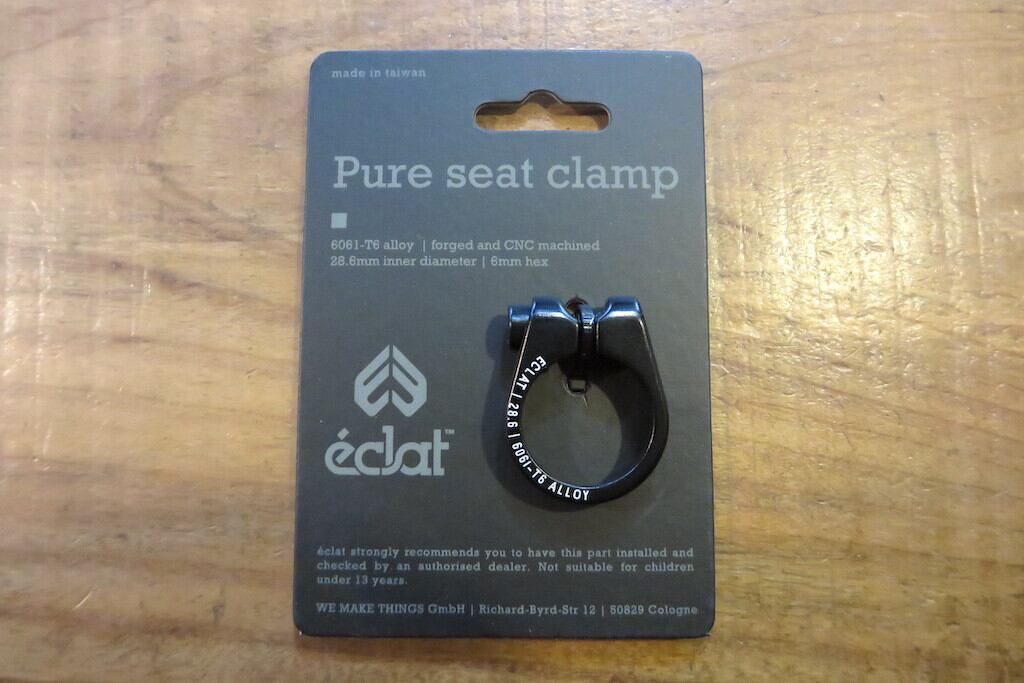 made in taiwan
Pure seat clamp
6061-T6 alloy | forged and CNC machined
28.6mm inner diameter | 6mm hex
ÉCLAT | 28.6 | 6061-T6 ALLOY
éclat™
éclat strongly recommends you to have this part installed and
checked by an authorised dealer. Not suitable for children
under 13 years.
WE MAKE THINGS GmbH | Richard-Byrd-Str 12 | 50829 Cologne